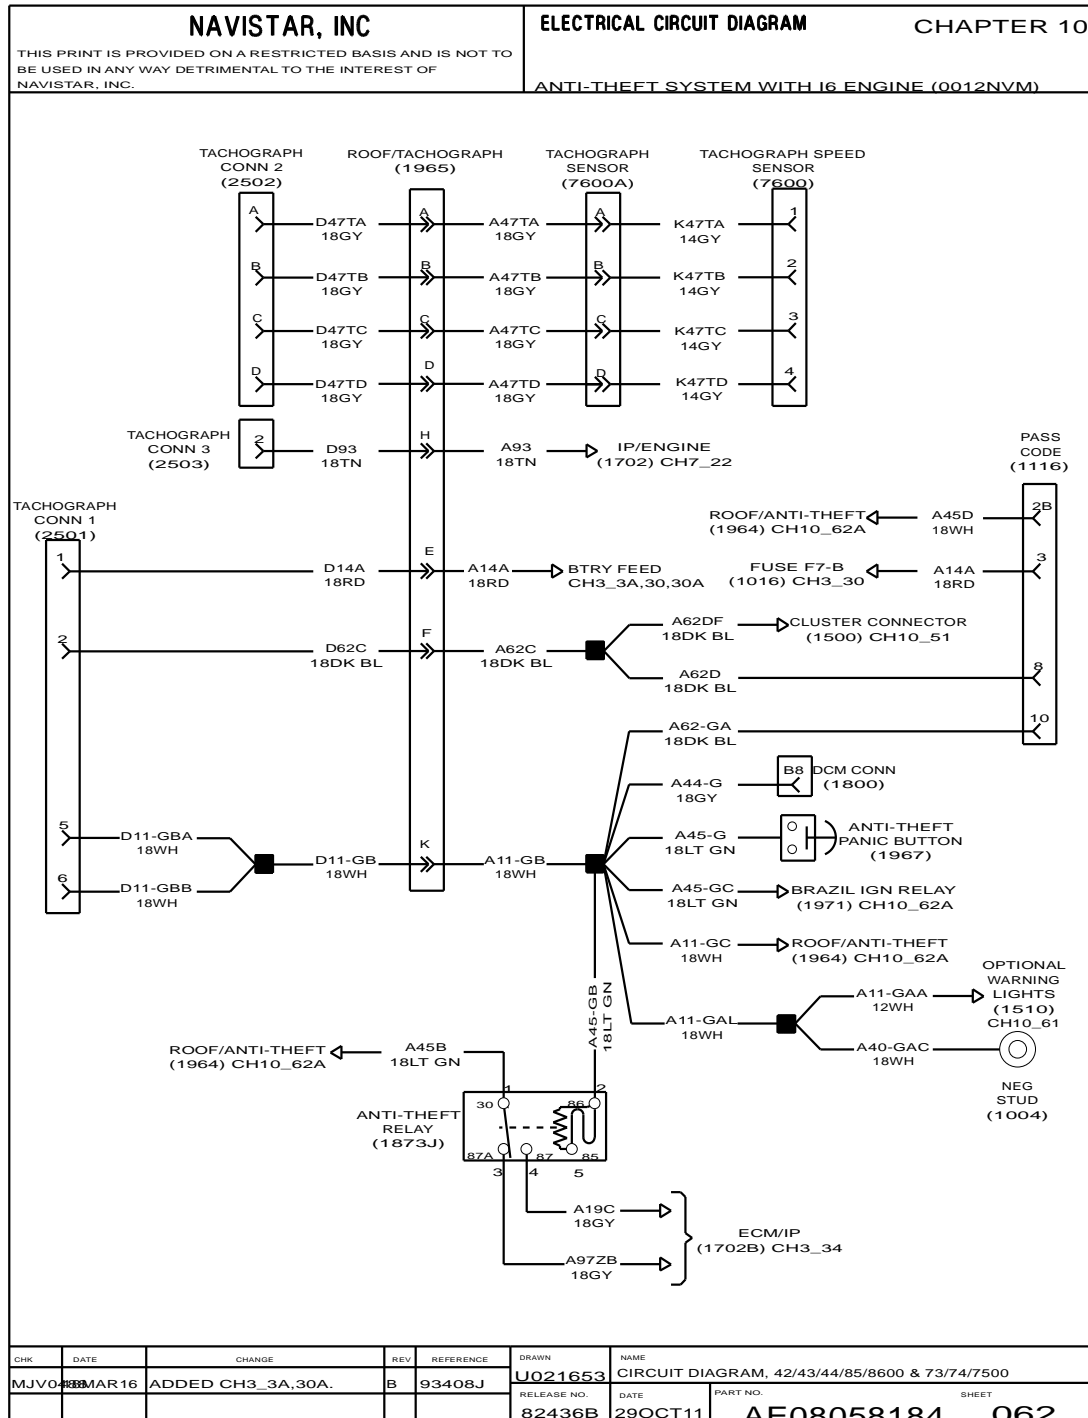 NAVISTAR, INC
THIS PRINT IS PROVIDED ON A RESTRICTED BASIS AND IS NOT TO
BE USED IN ANY WAY DETRIMENTAL TO THE INTEREST OF
NAVISTAR, INC.
ELECTRICAL CIRCUIT DIAGRAM
CHAPTER 10
ANTI-THEFT SYSTEM WITH I6 ENGINE (0012NVM)
TACHOGRAPH
CONN 2
(2502)
ROOF/TACHOGRAPH
(1965)
TACHOGRAPH
SENSOR
(7600A)
TACHOGRAPH SPEED
SENSOR
(7600)
A D47TA A A47TA A K47TA 1
18GY 18GY 14GY
B D47TB B A47TB B K47TB 2
18GY 18GY 14GY
C D47TC C A47TC C K47TC 3
18GY 18GY 14GY
D D47TD D A47TD D K47TD 4
18GY 18GY 14GY
TACHOGRAPH
CONN 3
(2503)
2 D93 H A93
18TN 18TN
IP/ENGINE
(1702) CH7_22
PASS
CODE
(1116)
ROOF/ANTI-THEFT
(1964) CH10_62A
A45D 2B
18WH
TACHOGRAPH
CONN 1
(2501)
1 D14A E A14A
18RD 18RD
BTRY FEED
CH3_3A,30,30A
FUSE F7-B
(1016) CH3_30
A14A 3
18RD
2 D62C F A62C
18DK BL 18DK BL
A62DF
18DK BL
CLUSTER CONNECTOR
(1500) CH10_51
A62D 8
18DK BL
A62-GA 10
18DK BL
A44-G B8
18GY
DCM CONN
(1800)
5 D11-GBA
18WH
6 D11-GBB
18WH
D11-GB K A11-GB
18WH 18WH
A45-G
18LT GN
ANTI-THEFT
PANIC BUTTON
(1967)
A45-GC
18LT GN
BRAZIL IGN RELAY
(1971) CH10_62A
A11-GC
18WH
ROOF/ANTI-THEFT
(1964) CH10_62A
A11-GAL
18WH
A11-GAA
12WH
OPTIONAL
WARNING
LIGHTS
(1510)
CH10_61
A40-GAC
18WH
NEG
STUD
(1004)
A45-GB
18LT GN
ROOF/ANTI-THEFT
(1964) CH10_62A
A45B
18LT GN
ANTI-THEFT
RELAY
(1873J)
1 2
30 86
87A 87 85
3 4 5
A19C
18GY
A97ZB
18GY
ECM/IP
(1702B) CH3_34
CHK DATE CHANGE REV REFERENCE
MAR16 ADDED CH3_3A,30A. B 93408J
DRAWN
U021653
NAME
CIRCUIT DIAGRAM, 42/43/44/85/8600 & 73/74/7500
RELEASE NO.
82436B
DATE
29OCT11
PART NO.
AE08058184
SHEET
062